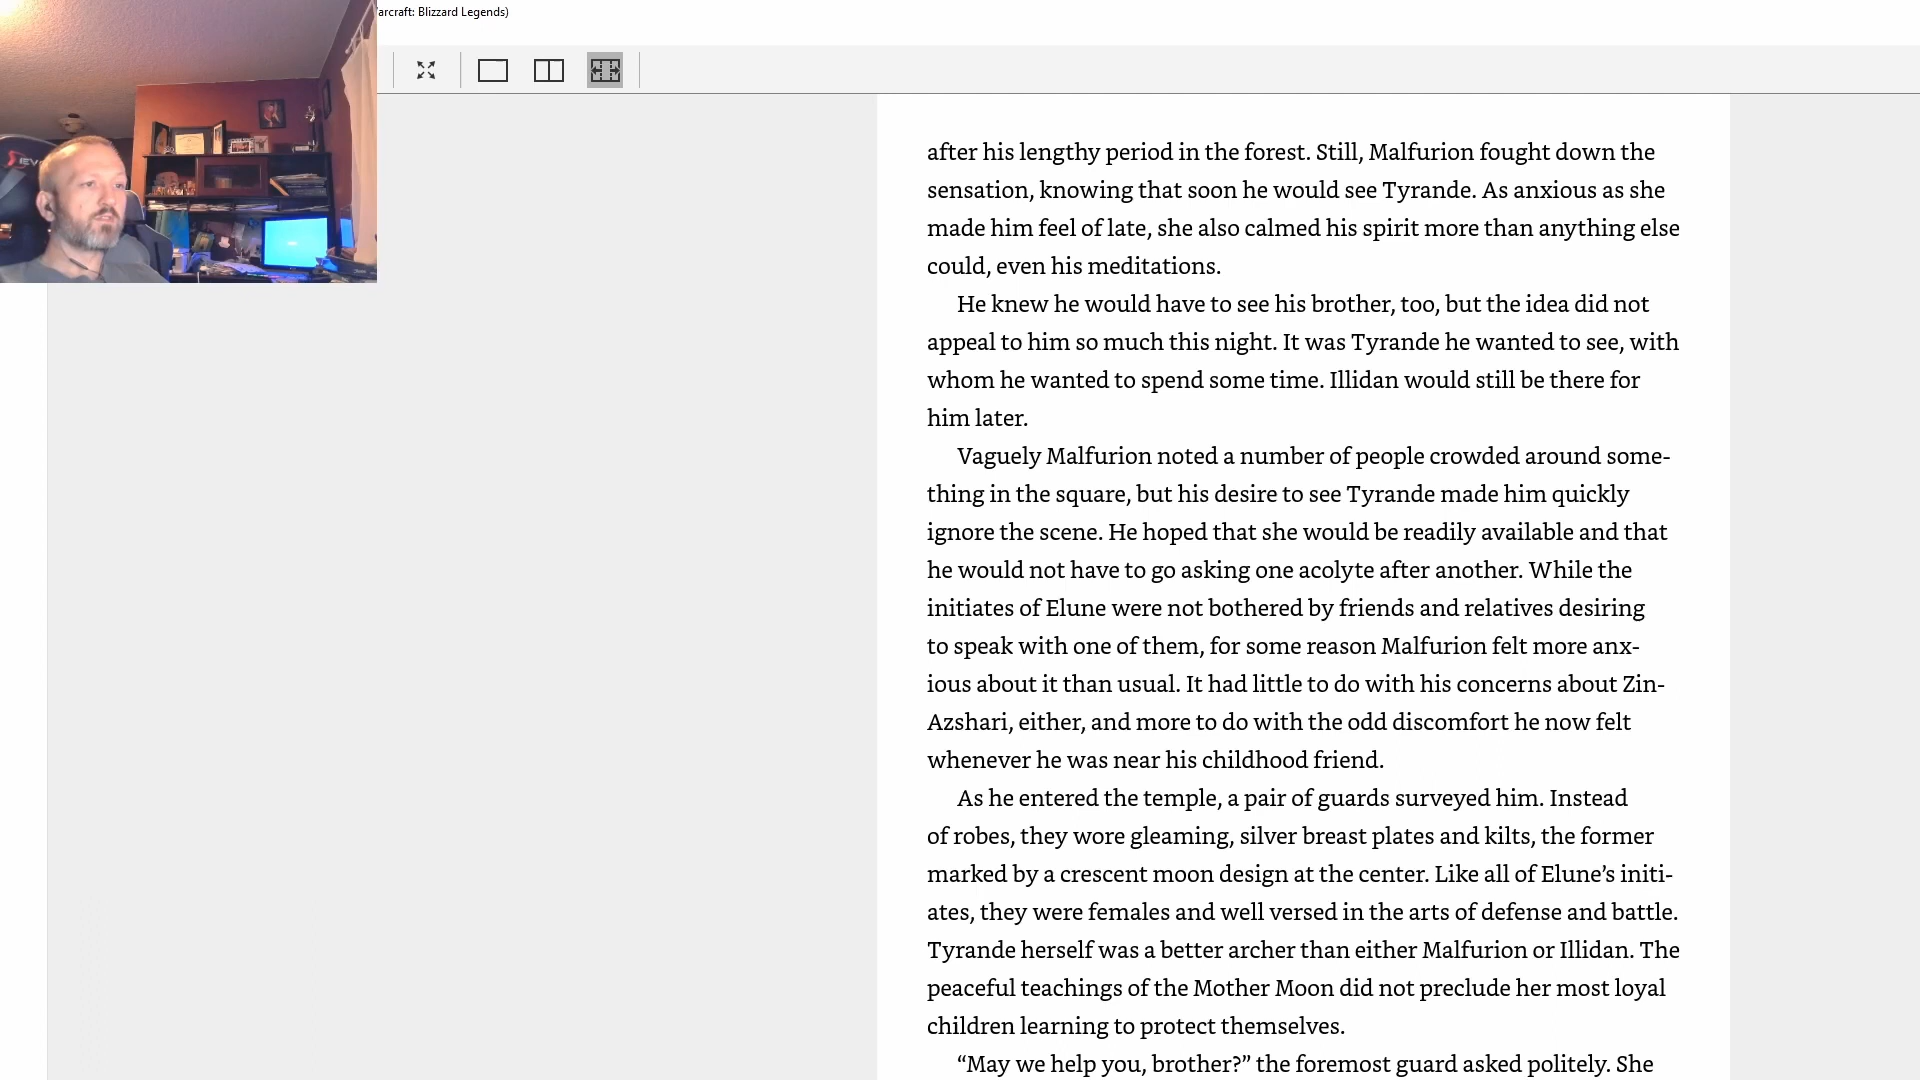 arcraft: Blizzard Legends)
after his lengthy period in the forest. Still, Malfurion fought down the
sensation, knowing that soon he would see Tyrande. As anxious as she
made him feel of late, she also calmed his spirit more than anything else
could, even his meditations.
He knew he would have to see his brother, too, but the idea did not
appeal to him so much this night. It was Tyrande he wanted to see, with
whom he wanted to spend some time. Illidan would still be there for
him later.
Vaguely Malfurion noted a number of people crowded around some-
thing in the square, but his desire to see Tyrande made him quickly
ignore the scene. He hoped that she would be readily available and that
he would not have to go asking one acolyte after another. While the
initiates of Elune were not bothered by friends and relatives desiring
to speak with one of them, for some reason Malfurion felt more anx-
ious about it than usual. It had little to do with his concerns about Zin-
Azshari, either, and more to do with the odd discomfort he now felt
whenever he was near his childhood friend.
As he entered the temple, a pair of guards surveyed him. Instead
of robes, they wore gleaming, silver breast plates and kilts, the former
marked by a crescent moon design at the center. Like all of Elune’s initi-
ates, they were females and well versed in the arts of defense and battle.
Tyrande herself was a better archer than either Malfurion or Illidan. The
peaceful teachings of the Mother Moon did not preclude her most loyal
children learning to protect themselves.
“May we help you, brother?” the foremost guard asked politely. She